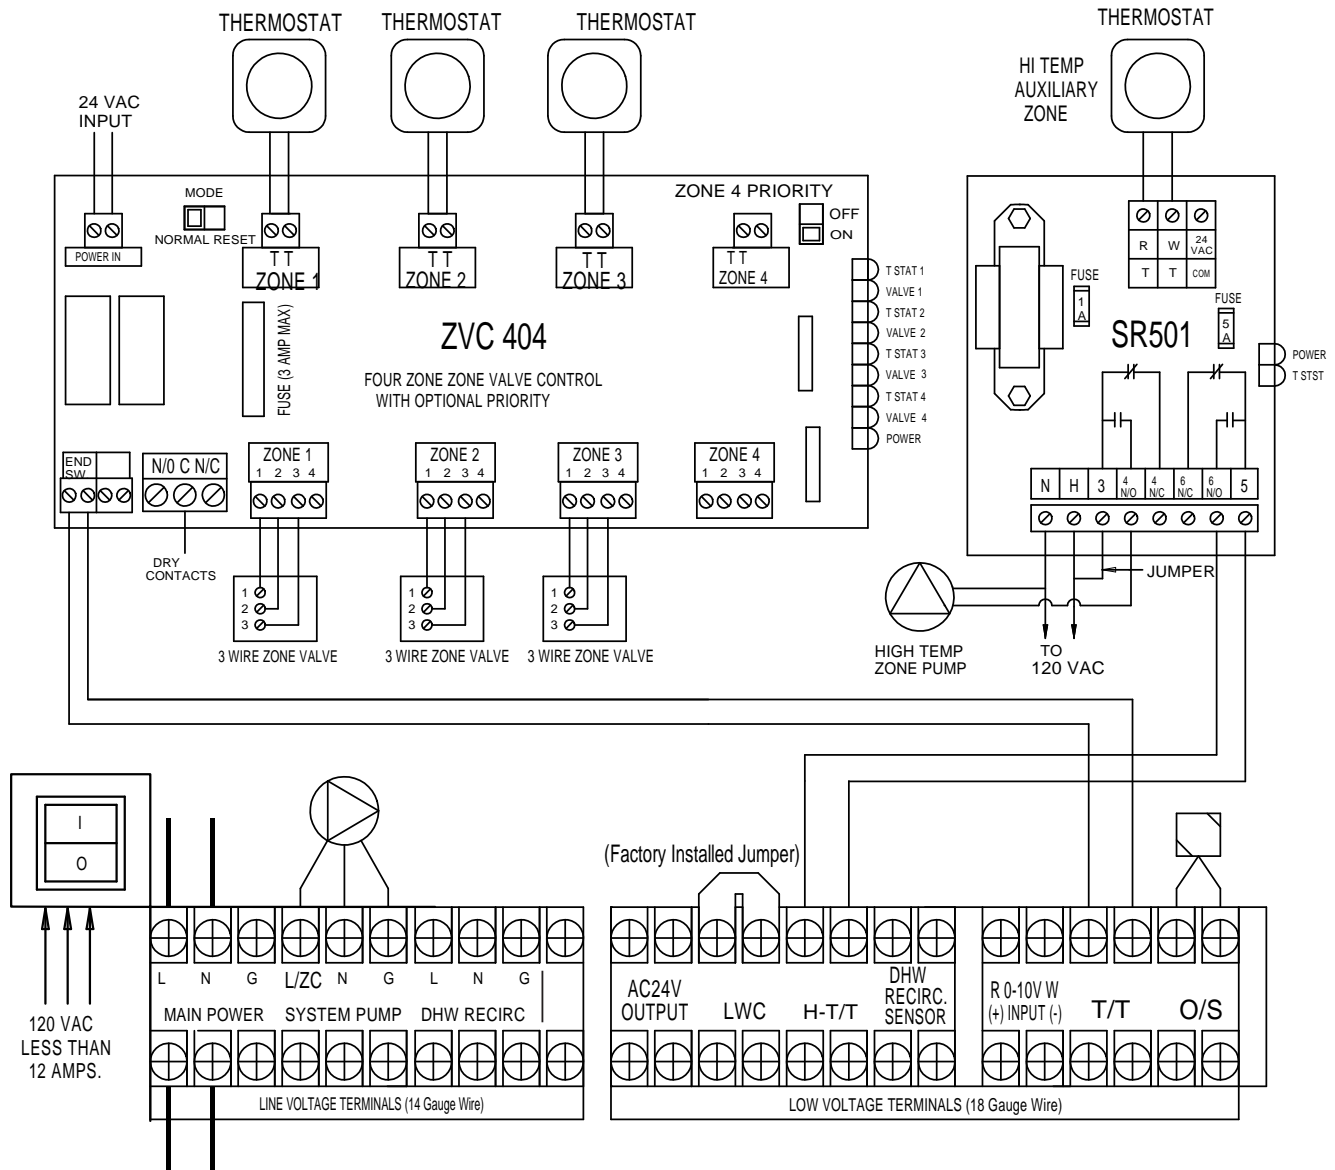 THERMOSTAT
THERMOSTAT
THERMOSTAT
THERMOSTAT
HI TEMP
AUXILIARY
ZONE
24 VAC
INPUT
MODE
NORMAL RESET
POWER IN
T T
ZONE 1
T T
ZONE 2
T T
ZONE 3
ZONE 4 PRIORITY
OFF
ON
T T
ZONE 4
FUSE (3 AMP MAX)
ZVC 404
FOUR ZONE ZONE VALVE CONTROL
WITH OPTIONAL PRIORITY
T STAT 1
VALVE 1
T STAT 2
VALVE 2
T STAT 3
VALVE 3
T STAT 4
VALVE 4
POWER
END
SW
N/0 C N/C
DRY
CONTACTS
ZONE 1
1 2 3 4
ZONE 2
1 2 3 4
ZONE 3
1 2 3 4
ZONE 4
1 2 3 4
1
2
3
3 WIRE ZONE VALVE
1
2
3
3 WIRE ZONE VALVE
1
2
3
3 WIRE ZONE VALVE
R W 24 VAC
T T COM
FUSE
1 A
FUSE
5 A
SR501
POWER
T STST
N H 3 4 N/O 4 N/C 6 N/C 6 N/O 5
JUMPER
HIGH TEMP
ZONE PUMP
TO
120 VAC
I
O
120 VAC
LESS THAN
12 AMPS.
L N G L/ZC N G L N G
MAIN POWER SYSTEM PUMP DHW RECIRC
LINE VOLTAGE TERMINALS (14 Gauge Wire)
(Factory Installed Jumper)
AC24V
OUTPUT
LWC
H-T/T
DHW
RECIRC.
SENSOR
R 0-10V W
(+) INPUT (-)
T/T
O/S
LOW VOLTAGE TERMINALS (18 Gauge Wire)